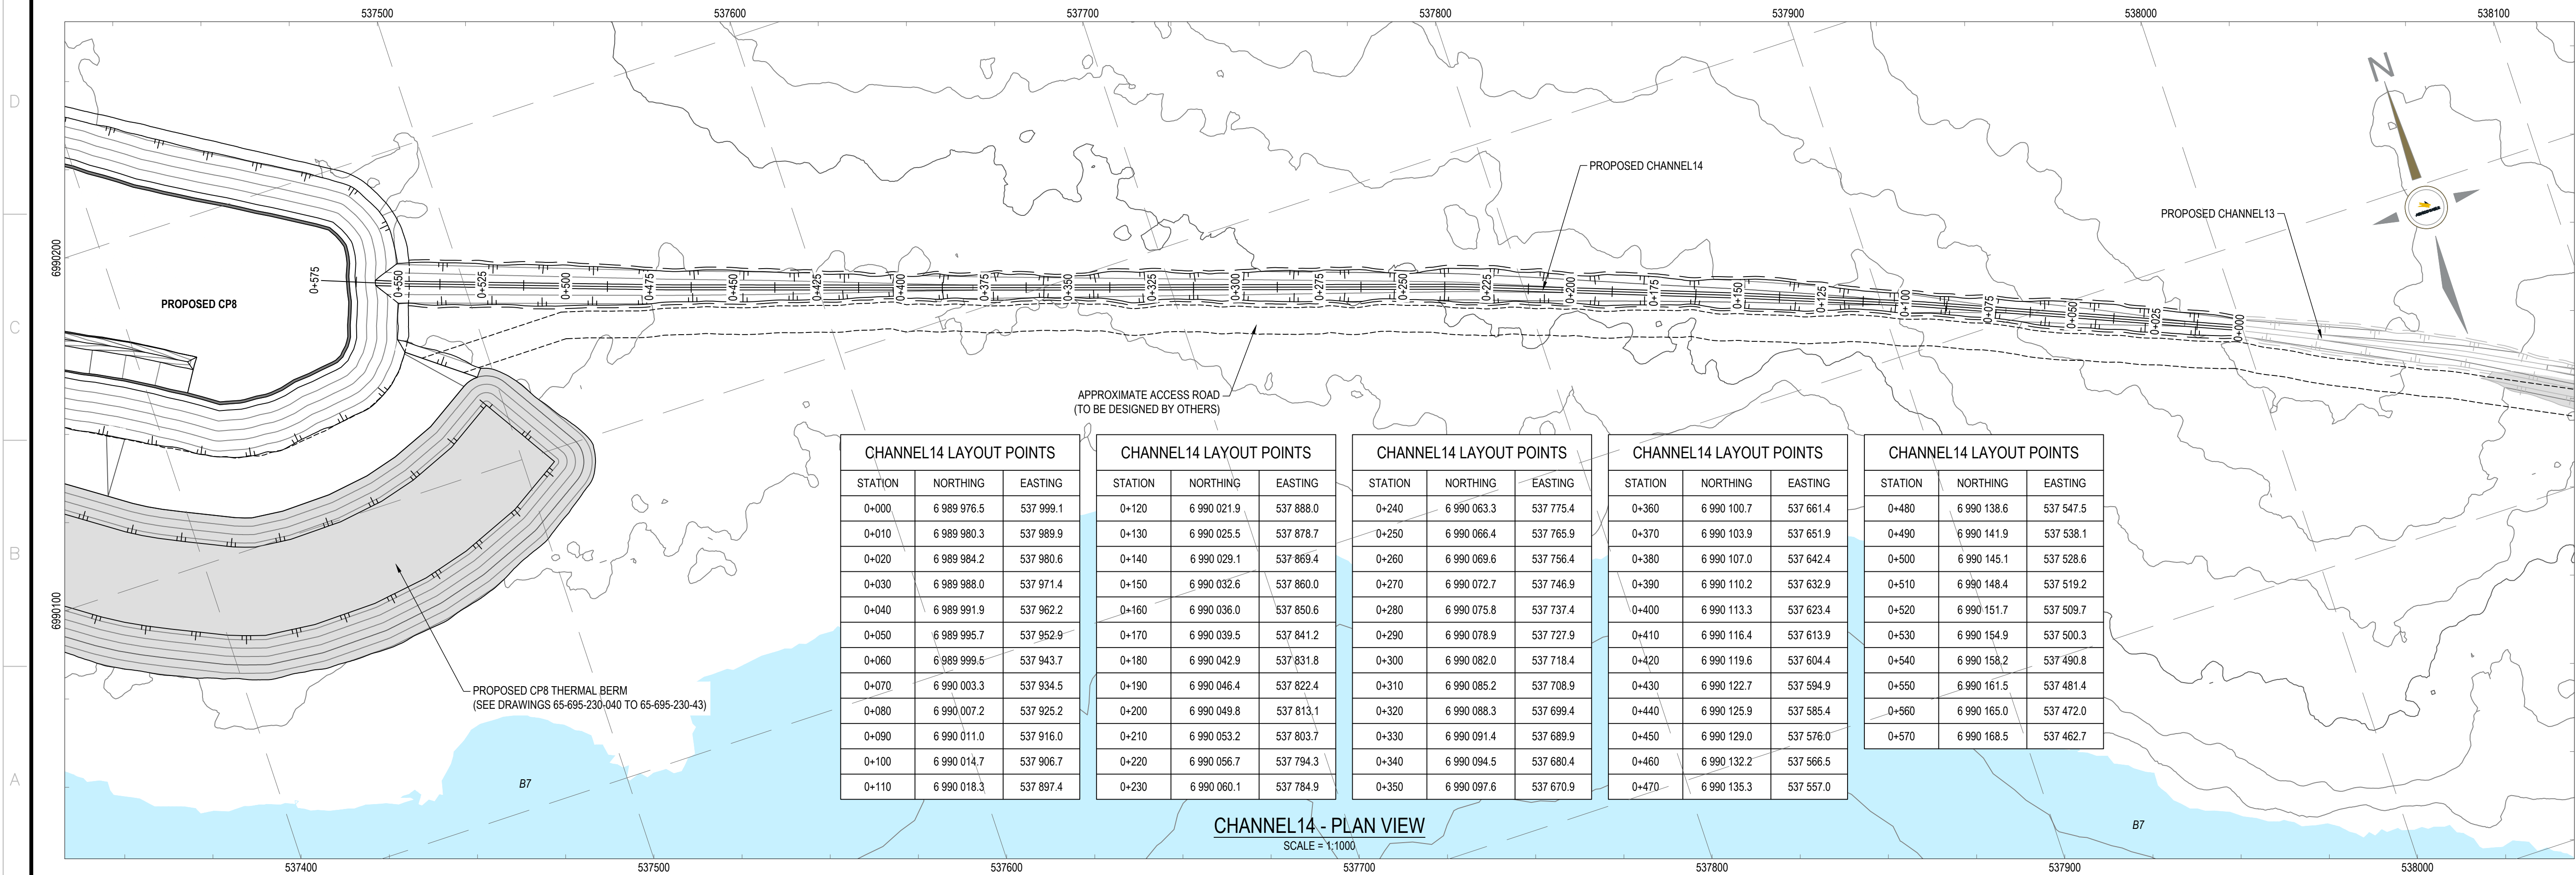 537500 537600 537700 537800 537900 538000 538100
D
C
B
A
6990200
6990100
N
PROPOSED CHANNEL14
PROPOSED CHANNEL13
0+575 0+550 0+525 0+500 0+475 0+450 0+425 0+400 0+375 0+350 0+325 0+300 0+275 0+250 0+225 0+200 0+175 0+150 0+125 0+100 0+075 0+050 0+025 0+000
PROPOSED CP8
APPROXIMATE ACCESS ROAD
(TO BE DESIGNED BY OTHERS)
PROPOSED CP8 THERMAL BERM
(SEE DRAWINGS 65-695-230-040 TO 65-695-230-43)
B7
CHANNEL14 LAYOUT POINTS
STATION NORTHING EASTING
0+000 6 989 976.5 537 999.1
0+010 6 989 980.3 537 989.9
0+020 6 989 984.2 537 980.6
0+030 6 989 988.0 537 971.4
0+040 6 989 991.9 537 962.2
0+050 6 989 995.7 537 952.9
0+060 6 989 999.5 537 943.7
0+070 6 990 003.3 537 934.5
0+080 6 990 007.2 537 925.2
0+090 6 990 011.0 537 916.0
0+100 6 990 014.7 537 906.7
0+110 6 990 018.3 537 897.4
CHANNEL14 LAYOUT POINTS
STATION NORTHING EASTING
0+120 6 990 021.9 537 888.0
0+130 6 990 025.5 537 878.7
0+140 6 990 029.1 537 869.4
0+150 6 990 032.6 537 860.0
0+160 6 990 036.0 537 850.6
0+170 6 990 039.5 537 841.2
0+180 6 990 042.9 537 831.8
0+190 6 990 046.4 537 822.4
0+200 6 990 049.8 537 813.1
0+210 6 990 053.2 537 803.7
0+220 6 990 056.7 537 794.3
0+230 6 990 060.1 537 784.9
CHANNEL14 LAYOUT POINTS
STATION NORTHING EASTING
0+240 6 990 063.3 537 775.4
0+250 6 990 066.4 537 765.9
0+260 6 990 069.6 537 756.4
0+270 6 990 072.7 537 746.9
0+280 6 990 075.8 537 737.4
0+290 6 990 078.9 537 727.9
0+300 6 990 082.0 537 718.4
0+310 6 990 085.2 537 708.9
0+320 6 990 088.3 537 699.4
0+330 6 990 091.4 537 689.9
0+340 6 990 094.5 537 680.4
0+350 6 990 097.6 537 670.9
CHANNEL14 LAYOUT POINTS
STATION NORTHING EASTING
0+360 6 990 100.7 537 661.4
0+370 6 990 103.9 537 651.9
0+380 6 990 107.0 537 642.4
0+390 6 990 110.2 537 632.9
0+400 6 990 113.3 537 623.4
0+410 6 990 116.4 537 613.9
0+420 6 990 119.6 537 604.4
0+430 6 990 122.7 537 594.9
0+440 6 990 125.9 537 585.4
0+450 6 990 129.0 537 576.0
0+460 6 990 132.2 537 566.5
0+470 6 990 135.3 537 557.0
CHANNEL14 LAYOUT POINTS
STATION NORTHING EASTING
0+480 6 990 138.6 537 547.5
0+490 6 990 141.9 537 538.1
0+500 6 990 145.1 537 528.6
0+510 6 990 148.4 537 519.2
0+520 6 990 151.7 537 509.7
0+530 6 990 154.9 537 500.3
0+540 6 990 158.2 537 490.8
0+550 6 990 161.5 537 481.4
0+560 6 990 165.0 537 472.0
0+570 6 990 168.5 537 462.7
B7
CHANNEL14 - PLAN VIEW
SCALE = 1:1000
537400 537500 537600 537700 537800 537900 538000